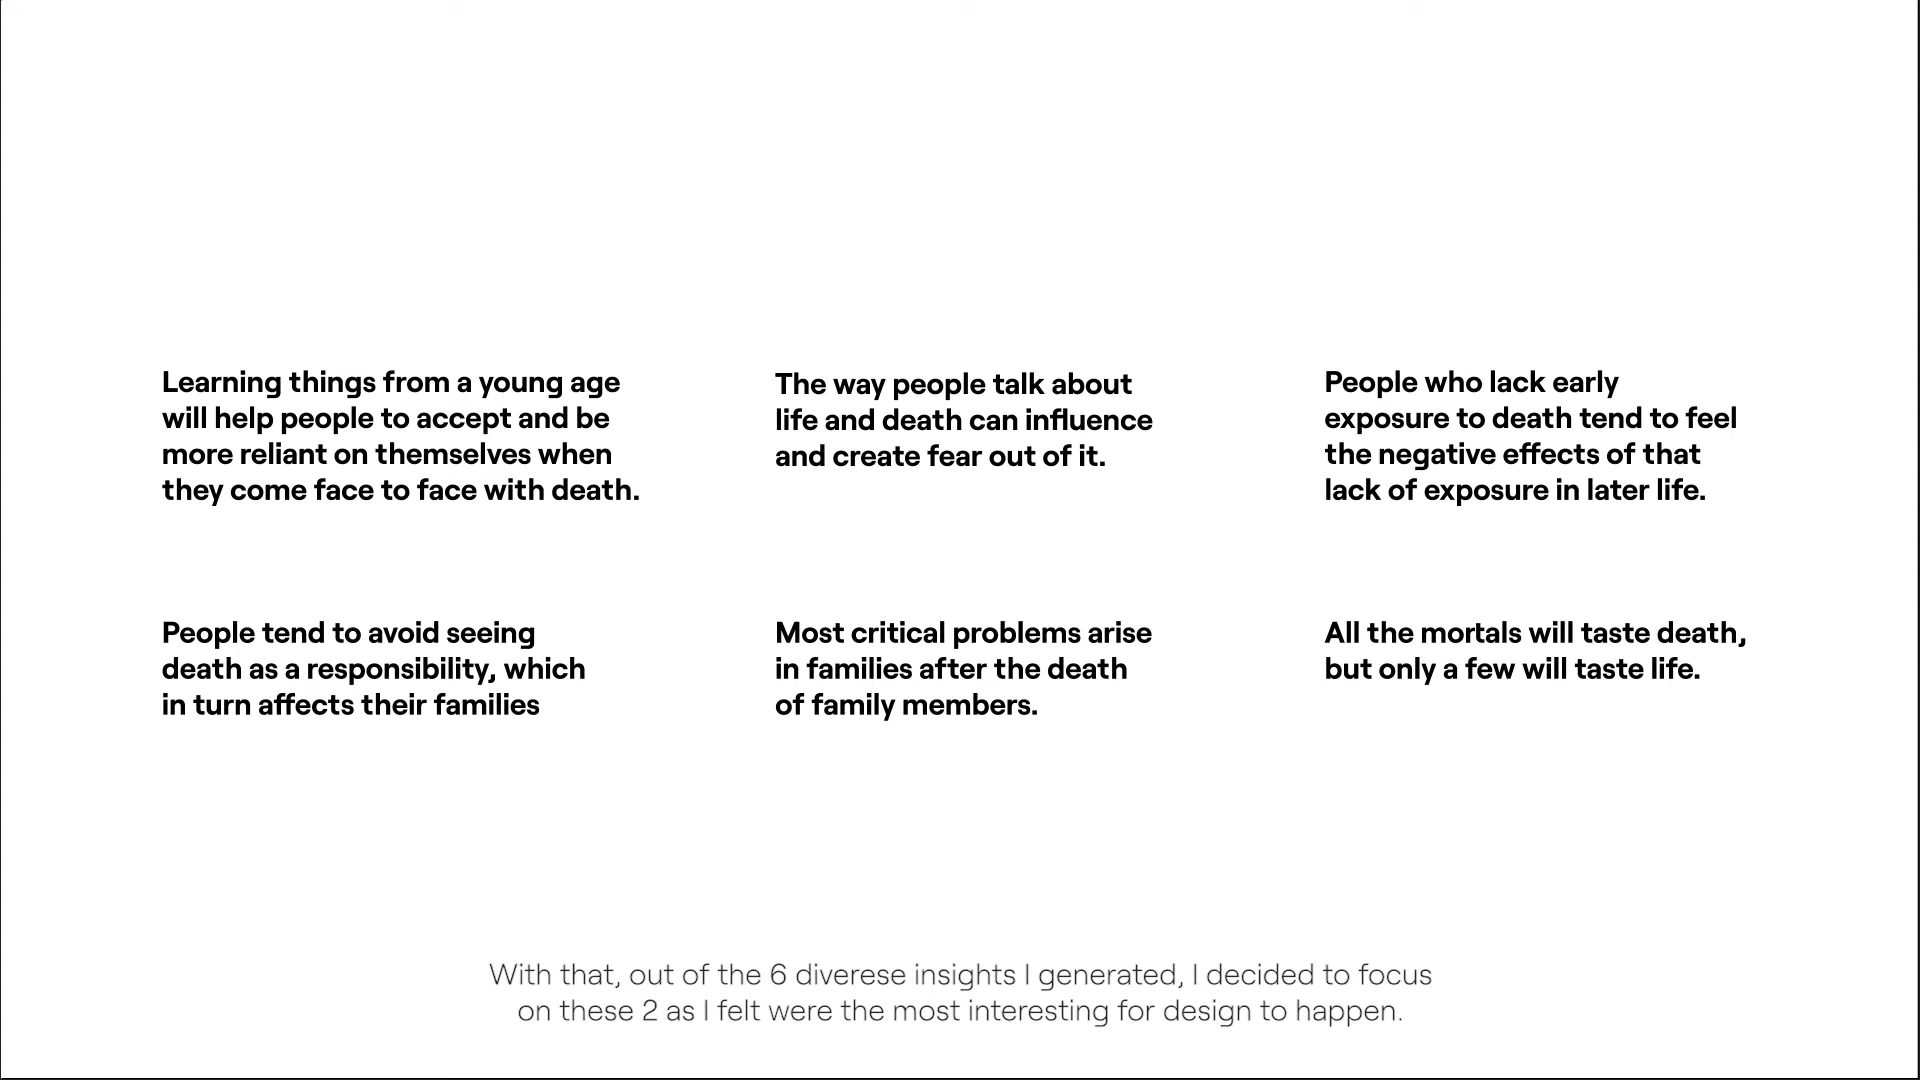 Learning things from a young age
will help people to accept and be
more reliant on themselves when
they come face to face with death.
The way people talk about
life and death can influence
and create fear out of it.
People who lack early
exposure to death tend to feel
the negative effects of that
lack of exposure in later life.
People tend to avoid seeing
death as a responsibility, which
in turn affects their families
Most critical problems arise
in families after the death
of family members.
All the mortals will taste death,
but only a few will taste life.
With that, out of the 6 diverese insights I generated, I decided to focus
on these 2 as I felt were the most interesting for design to happen.